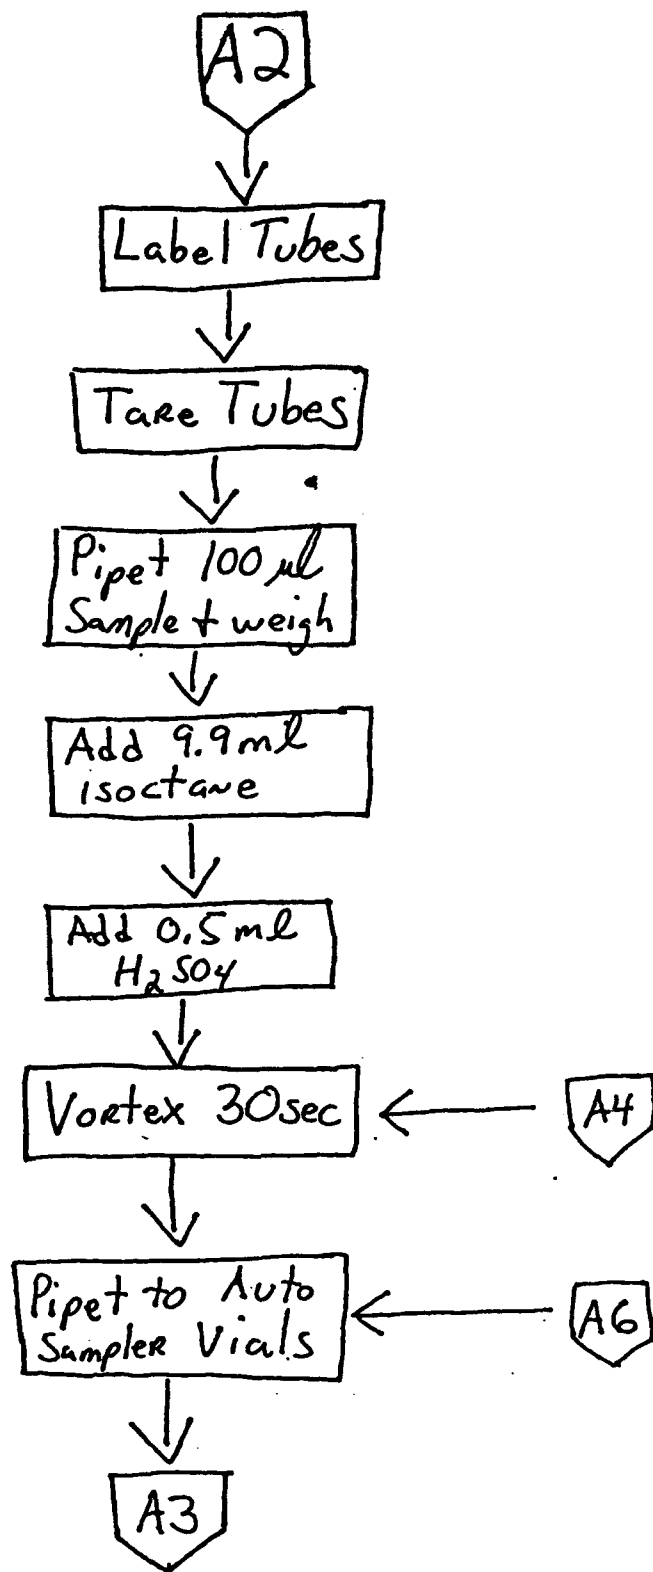 A2
Label Tubes
Tare Tubes
Pipet 100 µl
Sample + weigh
Add 9.9 ml
isoctane
Add 0.5 ml
H2SO4
Vortex 30sec
A4
Pipet to Auto
Sampler Vials
A6
A3